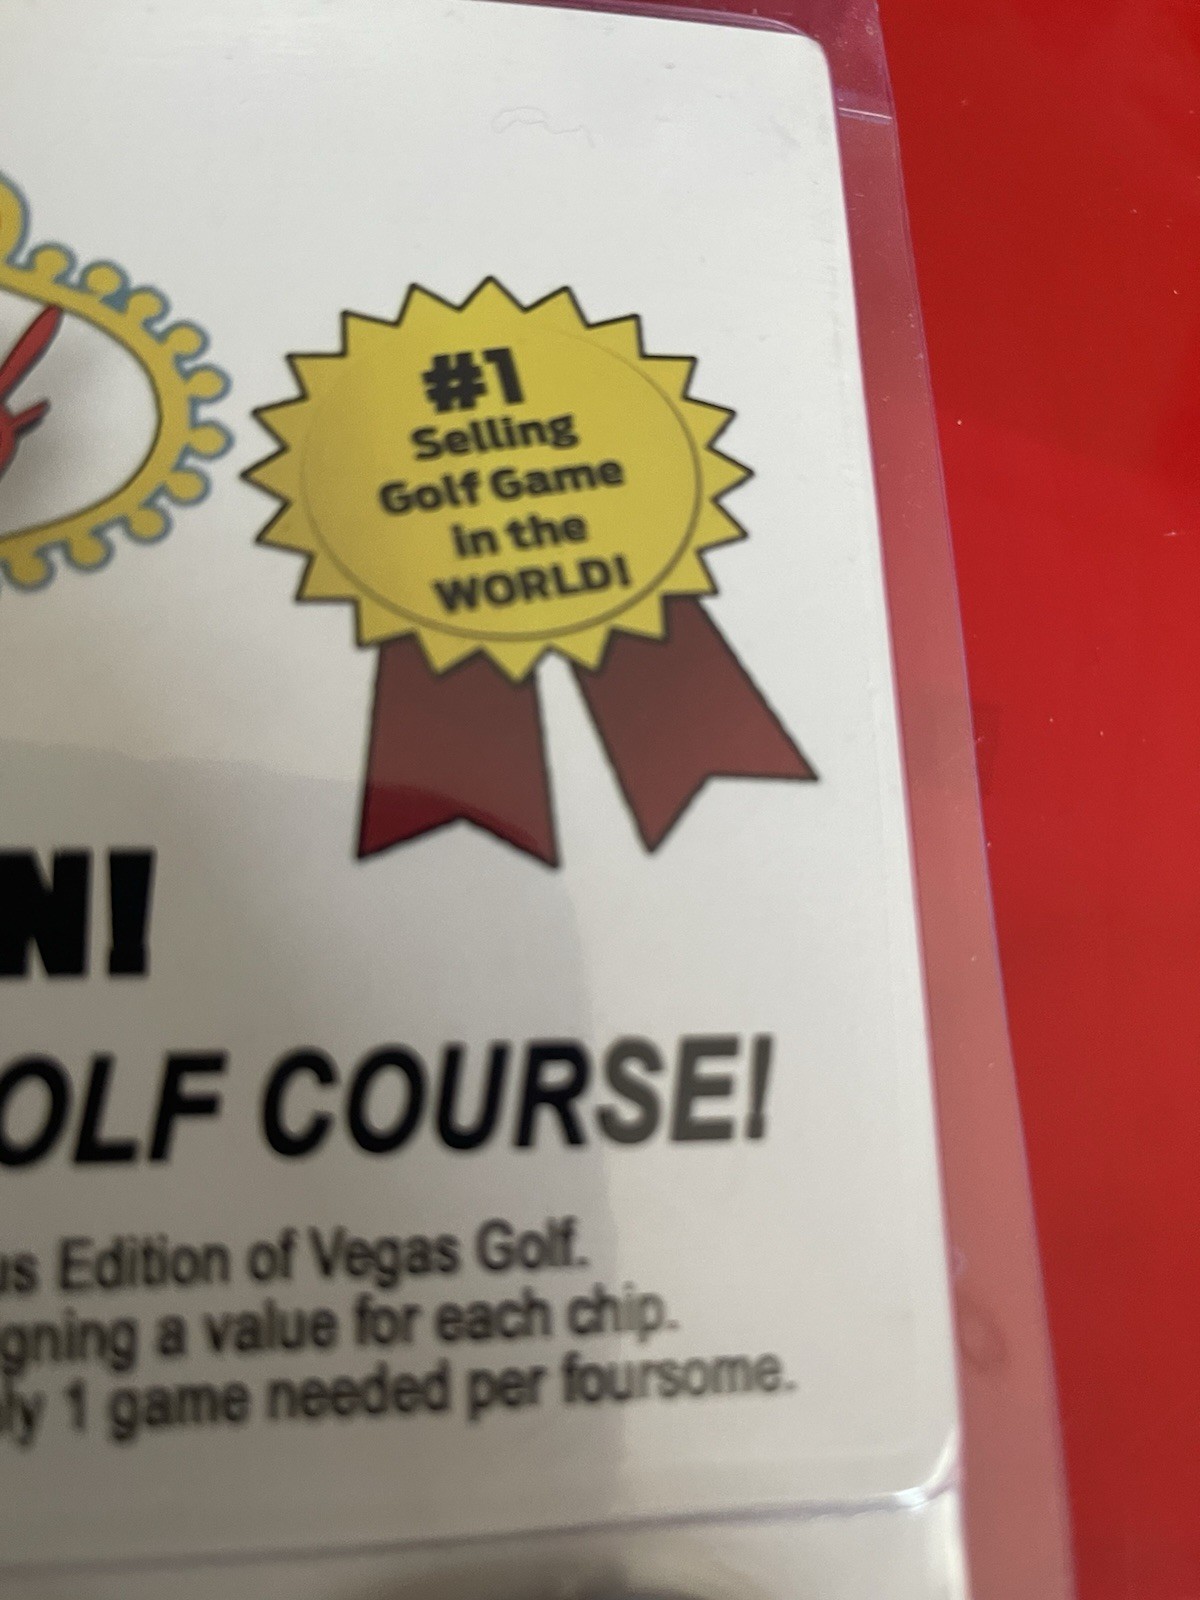 #1
Selling
Golf Game
in the
WORLD!
N!
OLF COURSE!
us Edition of Vegas Golf.
gning a value for each chip.
ly 1 game needed per foursome.